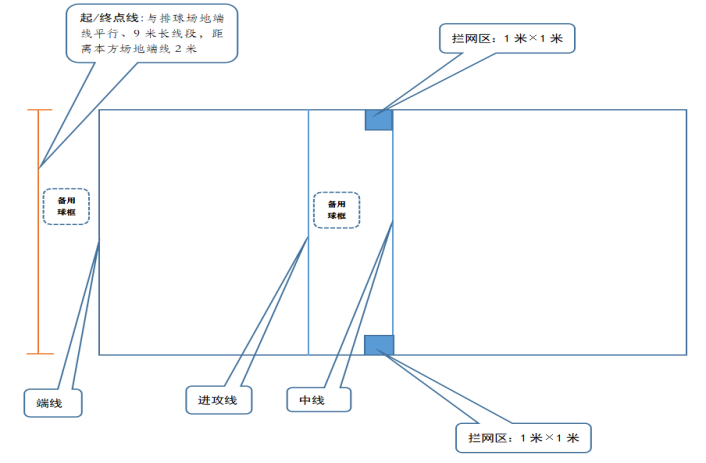 起/终点线:与排球场地端
线平行、9 米长线段，距
离本方场地端线 2 米
拦网区：1 米×1 米
备用
球框
备用
球框
端线
进攻线
中线
拦网区：1 米×1 米